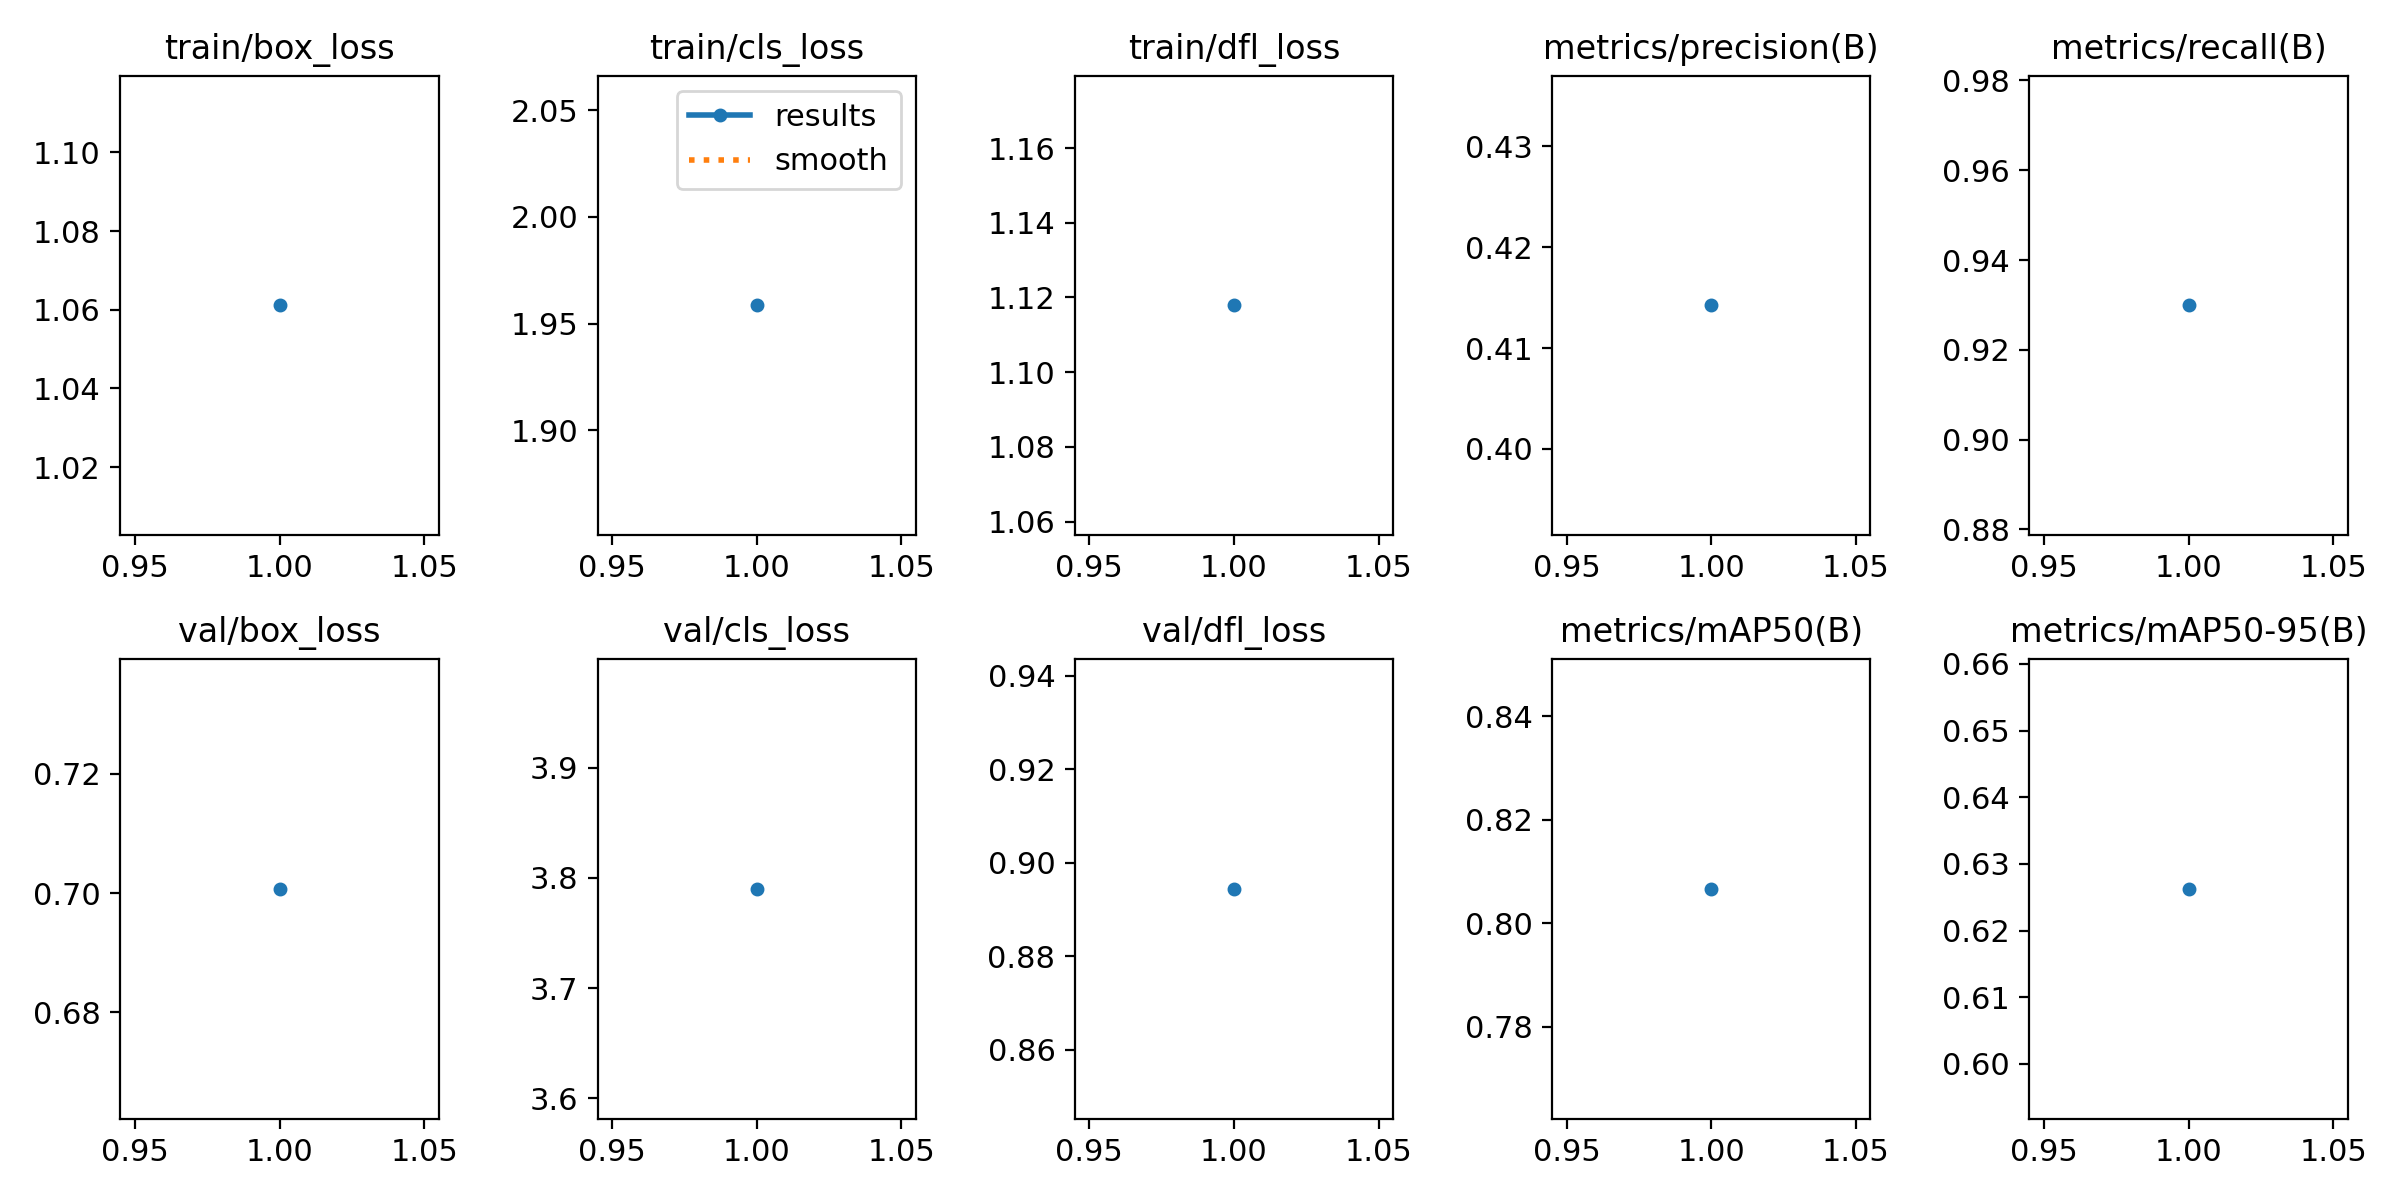 train/box_loss
1.10
1.08
1.06
1.04
1.02
0.95 1.00 1.05
train/cls_loss
results
smooth
2.05
2.00
1.95
1.90
0.95 1.00 1.05
train/dfl_loss
1.16
1.14
1.12
1.10
1.08
1.06
0.95 1.00 1.05
metrics/precision(B)
0.43
0.42
0.41
0.40
0.95 1.00 1.05
metrics/recall(B)
0.98
0.96
0.94
0.92
0.90
0.88
0.95 1.00 1.05
val/box_loss
0.72
0.70
0.68
0.95 1.00 1.05
val/cls_loss
3.9
3.8
3.7
3.6
0.95 1.00 1.05
val/dfl_loss
0.94
0.92
0.90
0.88
0.86
0.95 1.00 1.05
metrics/mAP50(B)
0.84
0.82
0.80
0.78
0.95 1.00 1.05
metrics/mAP50-95(B)
0.66
0.65
0.64
0.63
0.62
0.61
0.60
0.95 1.00 1.05